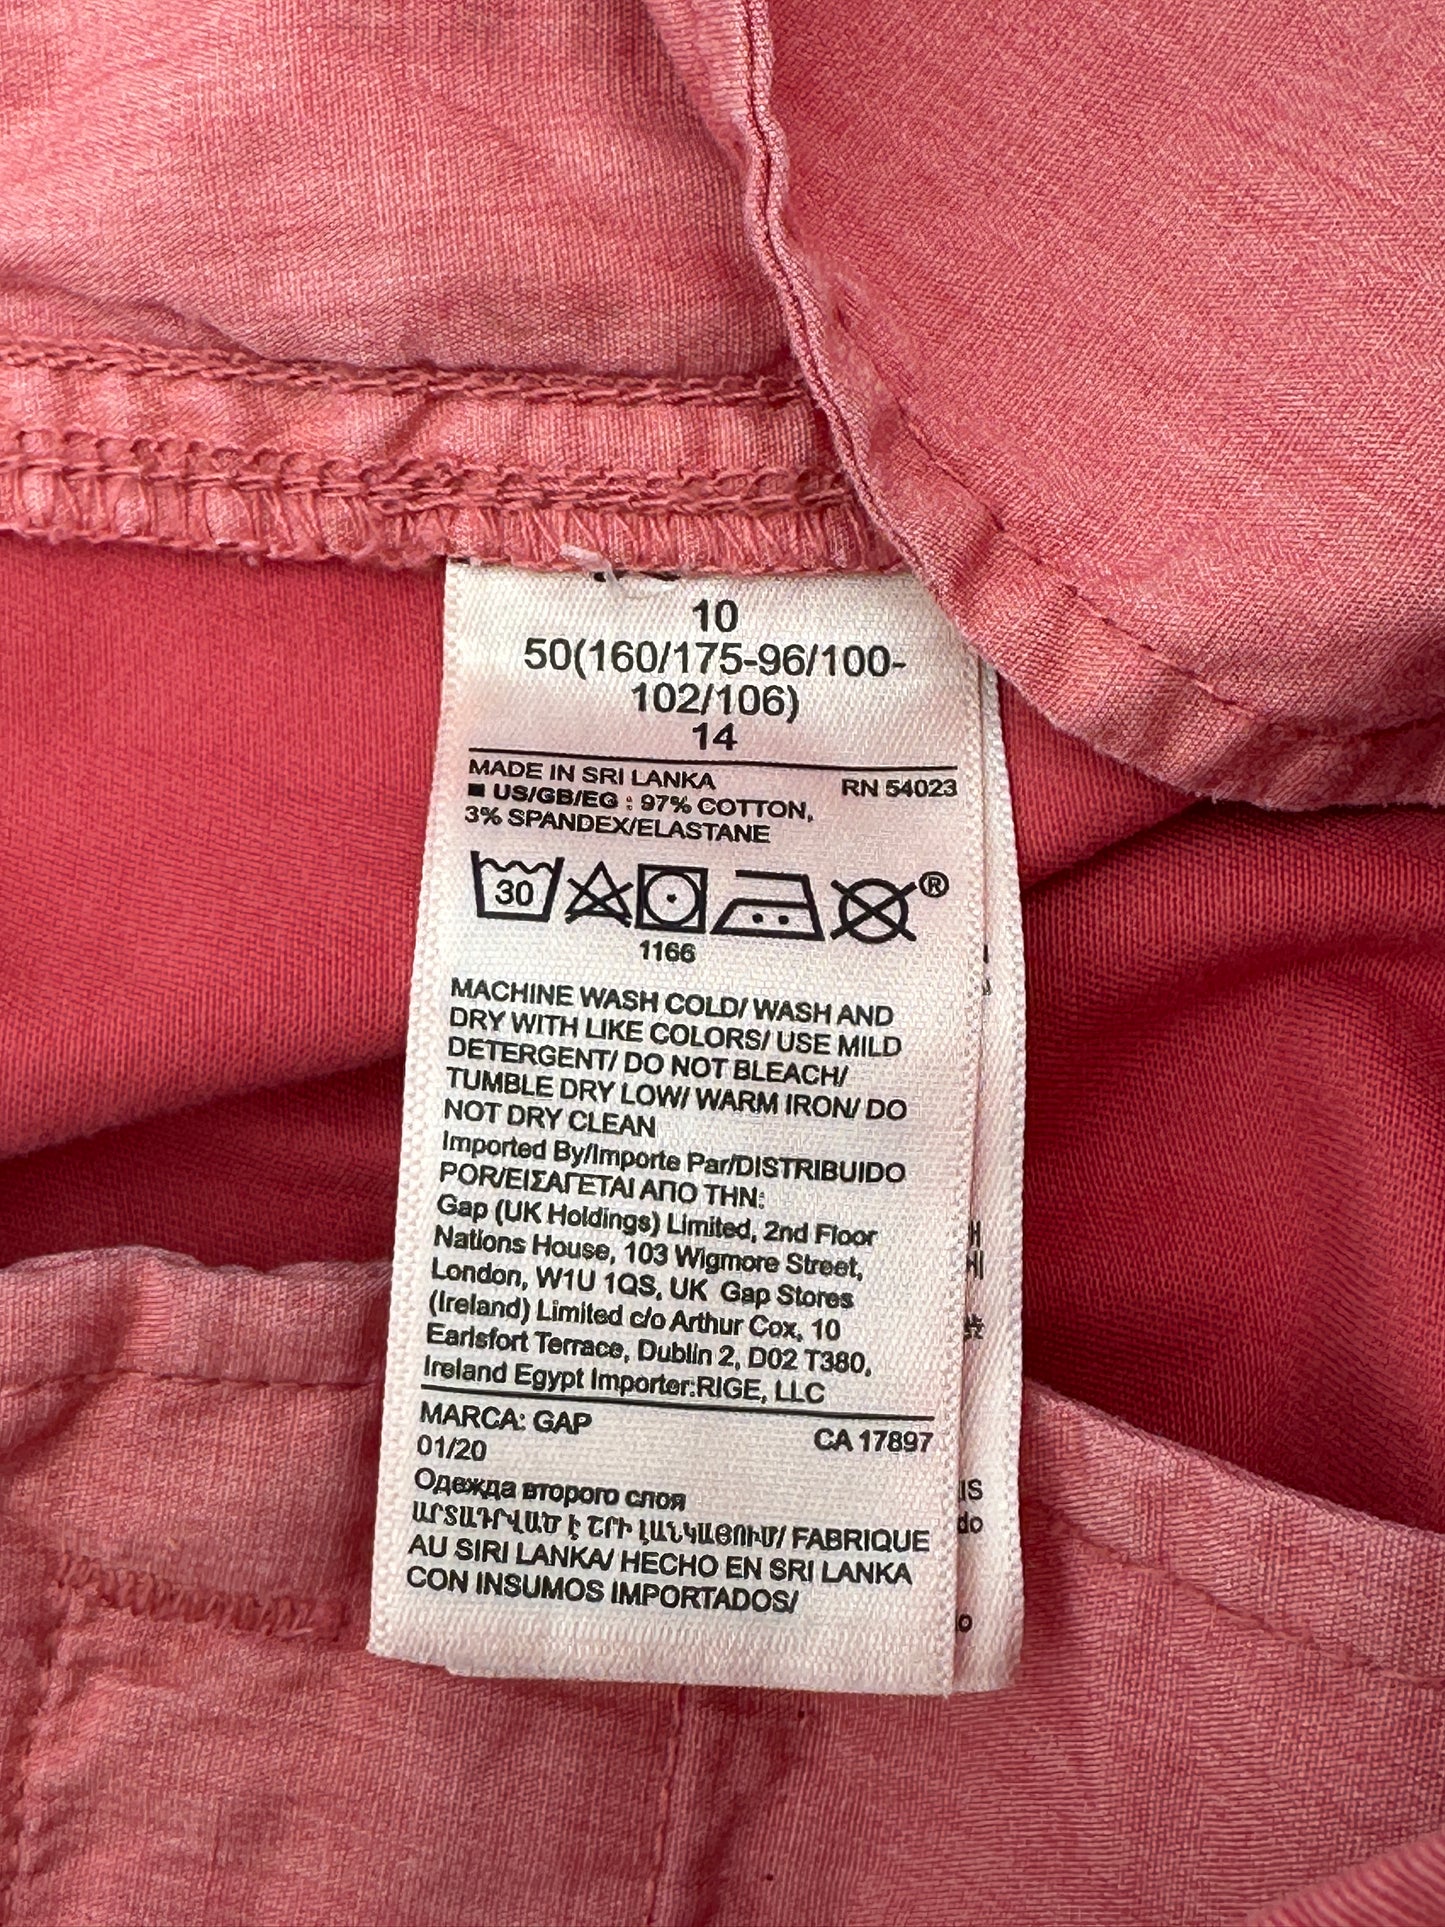 10
50(160/175-96/100-
102/106)
14
MADE IN SRI LANKA RN 54023
■ US/GB/EG : 97% COTTON,
3% SPANDEX/ELASTANE
30 ®
1166
MACHINE WASH COLD/ WASH AND
DRY WITH LIKE COLORS/ USE MILD
DETERGENT/ DO NOT BLEACH/
TUMBLE DRY LOW/ WARM IRON/ DO
NOT DRY CLEAN
Imported By/Importe Par/DISTRIBUIDO
POR/ΕΙΣΑΓΕΤΑΙ ΑΠΟ ΤΗΝ:
Gap (UK Holdings) Limited, 2nd Floor
Nations House, 103 Wigmore Street,
London, W1U 1QS, UK Gap Stores
(Ireland) Limited c/o Arthur Cox, 10
Earlsfort Terrace, Dublin 2, D02 T380,
Ireland Egypt Importer:RIGE, LLC
MARCA: GAP CA 17897
01/20
Одежда второго слоя
ԱՐՏԱԴՐՎԱԾ Է ՇՐԻ ԼԱՆԿԱՅՈՒՄ/ FABRIQUE
AU SIRI LANKA/ HECHO EN SRI LANKA
CON INSUMOS IMPORTADOS/